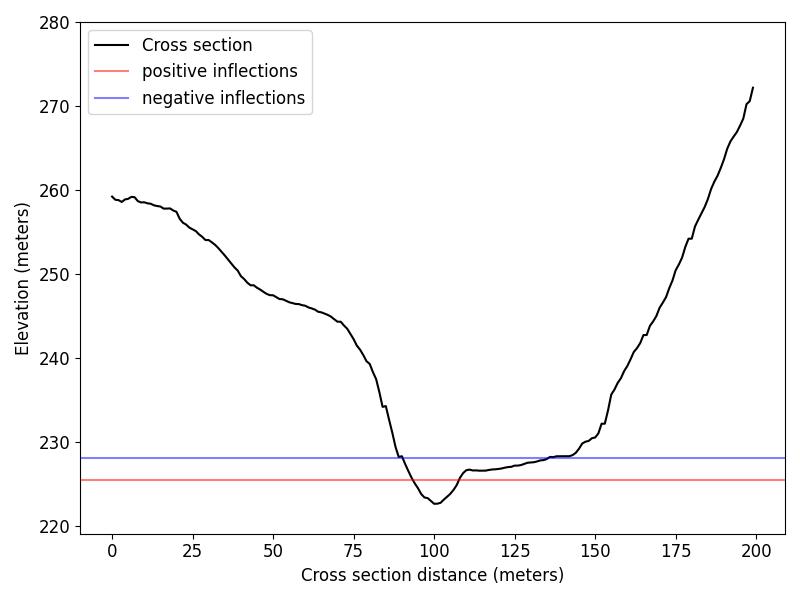 Cross section
positive inflections
negative inflections
280
270
260
250
240
230
220
Elevation (meters)
0 25 50 75 100 125 150 175 200
Cross section distance (meters)